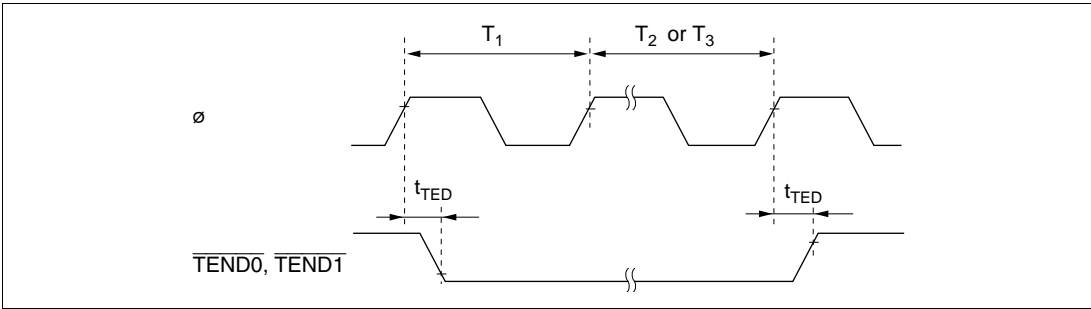 T1
T2 or T3
ø
tTED
tTED
TEND0, TEND1